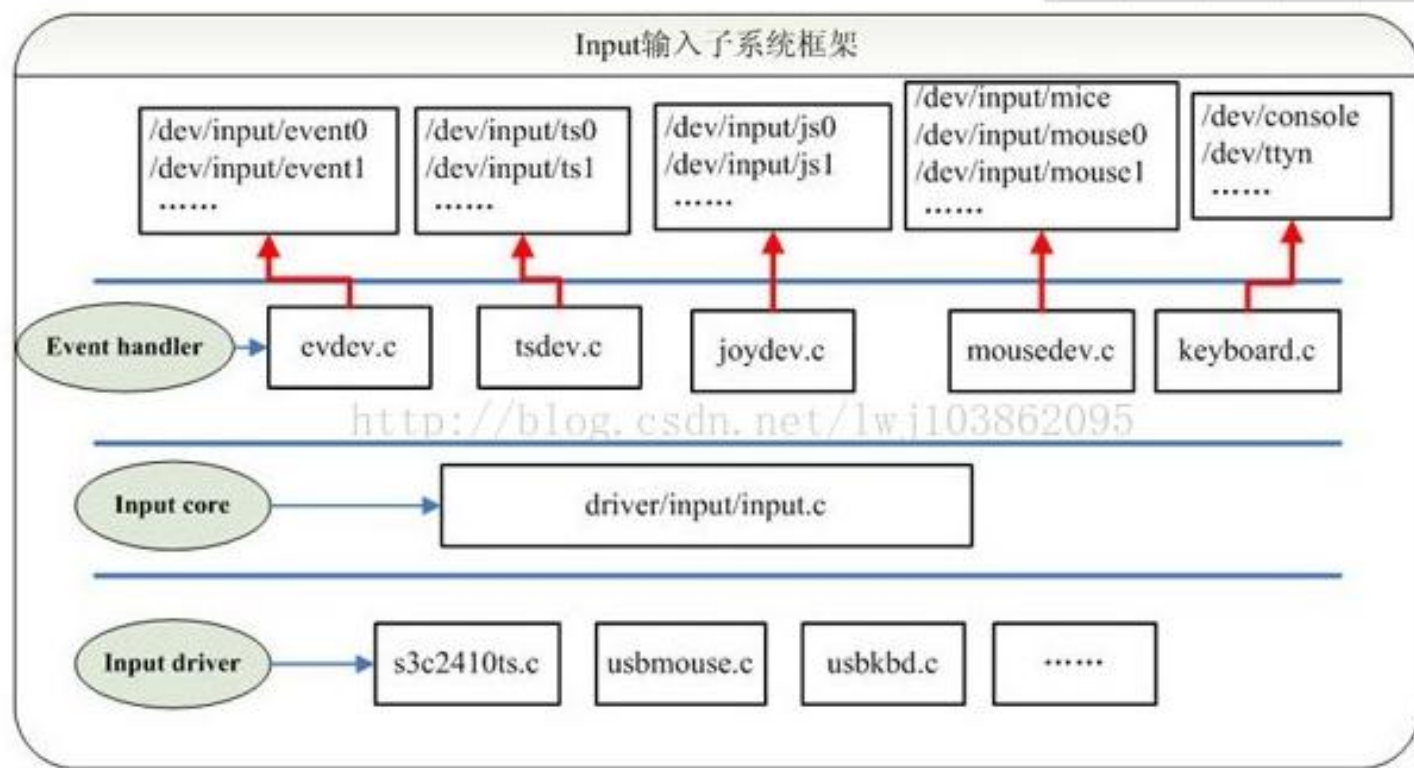 Input输入子系统框架
/dev/input/event0
/dev/input/event1
……
/dev/input/ts0
/dev/input/ts1
……
/dev/input/js0
/dev/input/js1
……
/dev/input/mice
/dev/input/mouse0
/dev/input/mouse1
……
/dev/console
/dev/ttyn
……
Event handler
evdev.c
tsdev.c
joydev.c
mousedev.c
keyboard.c
http://blog.csdn.net/lwj103862095
Input core
driver/input/input.c
Input driver
s3c2410ts.c
usbmouse.c
usbkbd.c
……